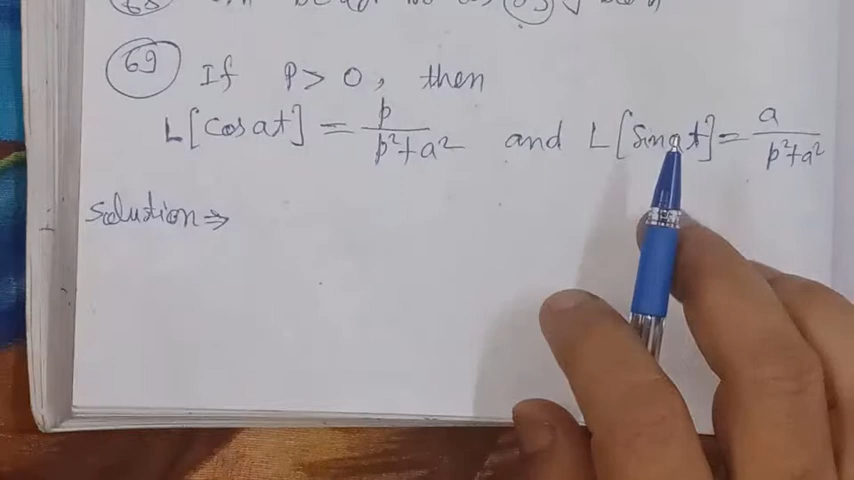 69 If P > 0, then
L[cos at] = p / p²+a² and L[sin at] = a / p²+a²
Solution ⇒